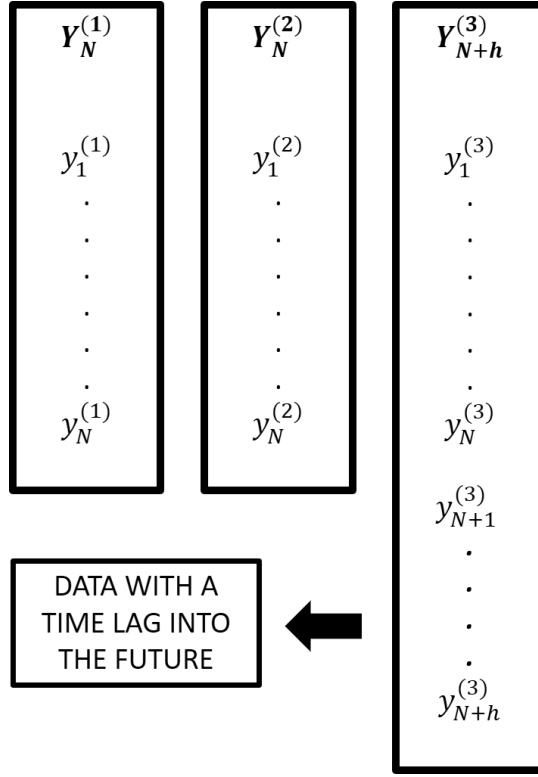 Y_N^{(1)} Y_N^{(2)} Y_{N+h}^{(3)}
y_1^{(1)} y_1^{(2)} y_1^{(3)}
. . .
. . .
. . .
. . .
. . .
. . .
y_N^{(1)} y_N^{(2)} y_N^{(3)}
y_{N+1}^{(3)}
.
.
.
.
y_{N+h}^{(3)}
DATA WITH A
TIME LAG INTO
THE FUTURE